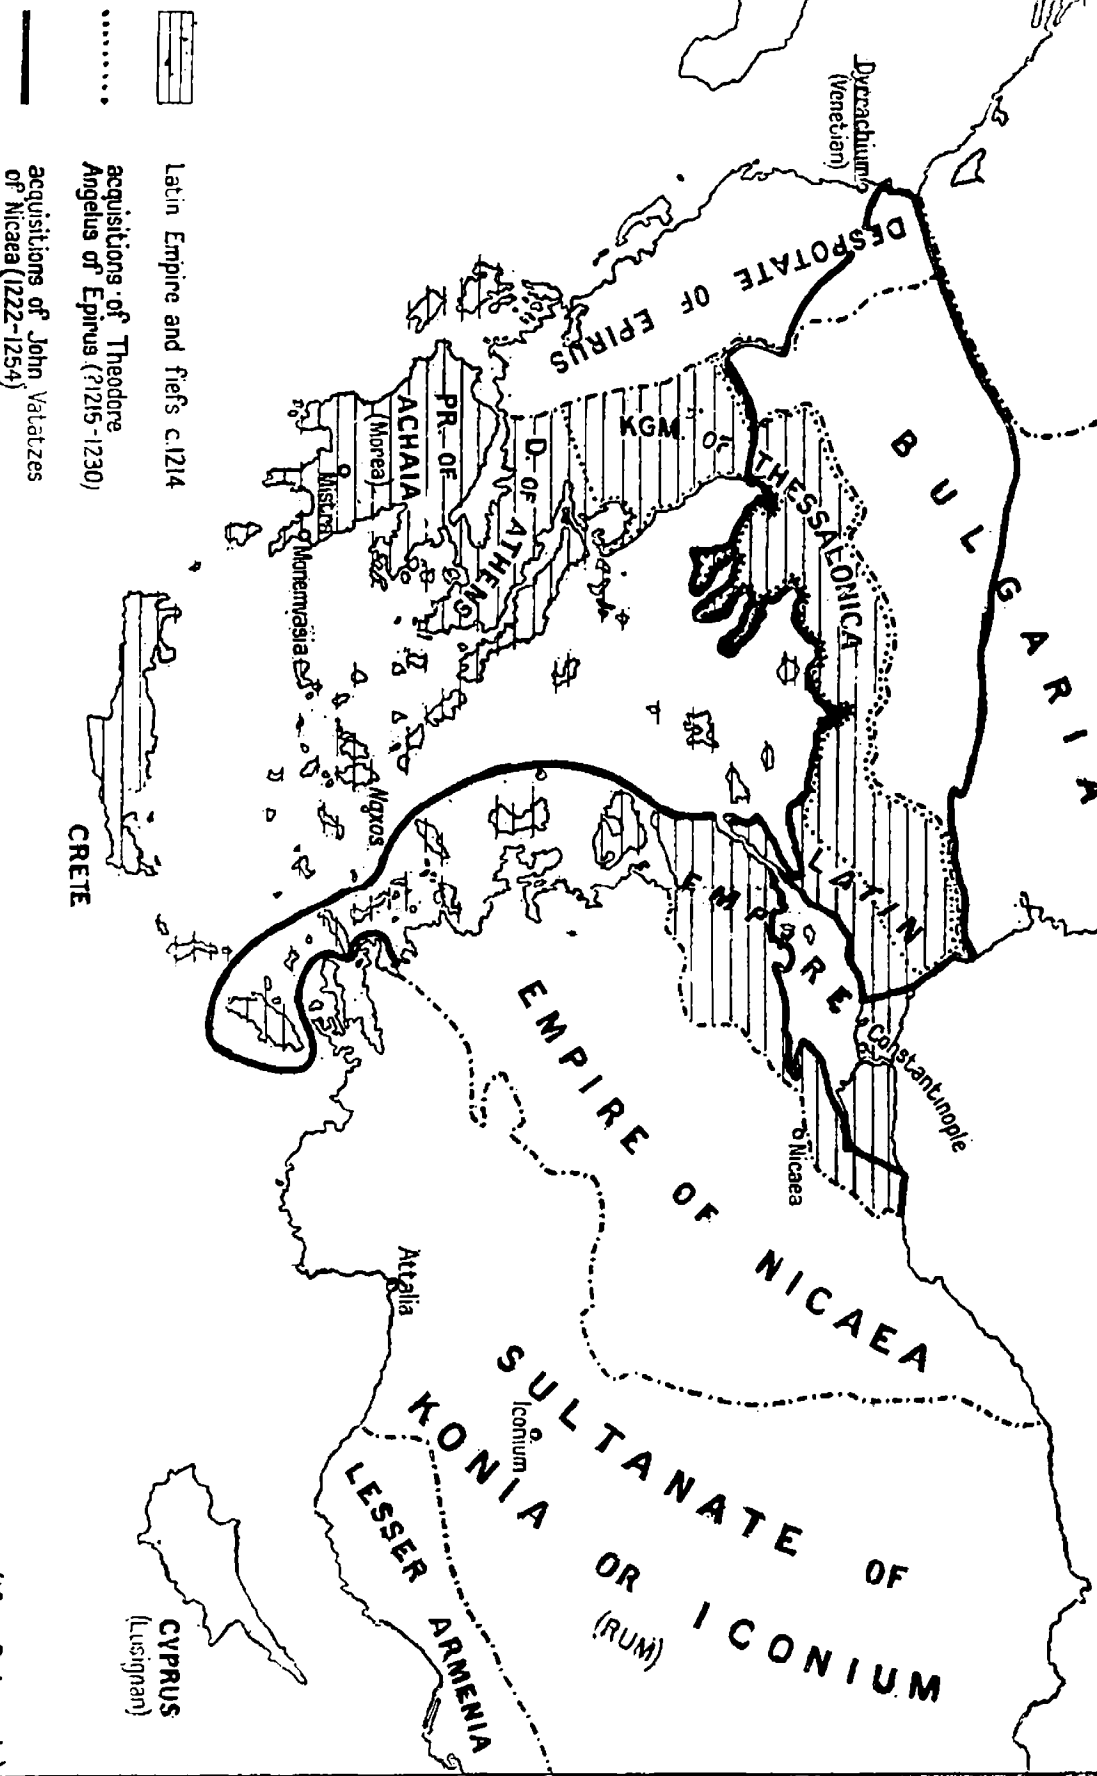 Dyrrachium
(Venetian)
DESPOTATE OF EPIRUS
BULGARIA
KGM. OF THESSALONICA
LATIN EMPIRE
Constantinople
Nicaea
EMPIRE OF NICAEA
D. OF ATHENS
PR. OF
ACHAIA
(Morea)
Mistra
Monemvasia
Naxos
CRETE
Attalia
SULTANATE OF
KONIA OR ICONIUM
(RUM)
Iconium
LESSER ARMENIA
CYPRUS
(Lusignan)
Latin Empire and fiefs c.1214
acquisitions of Theodore
Angelus of Epirus (?1215-1230)
acquisitions of John Vatatzes
of Nicaea (1222-1254)